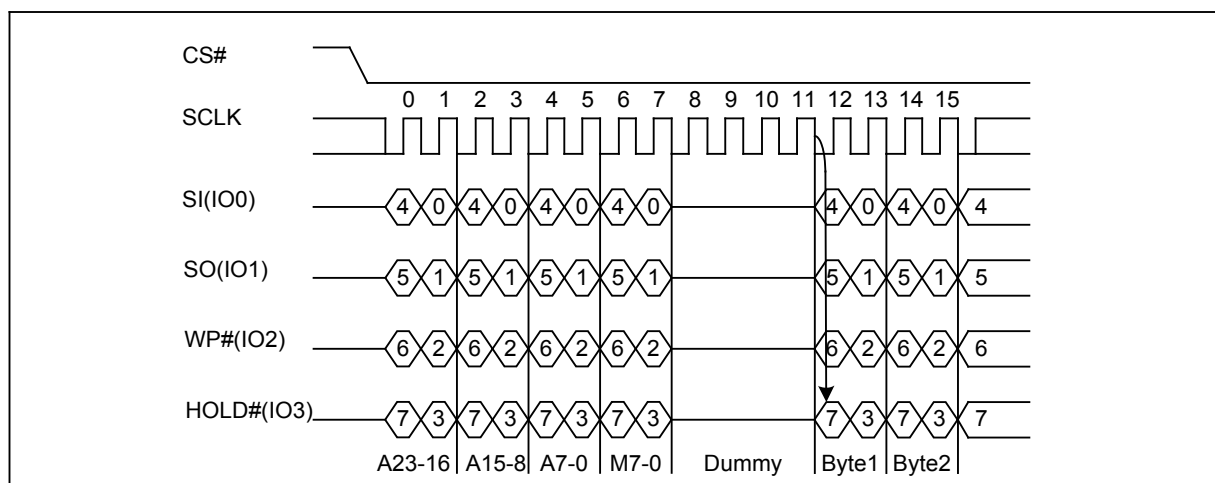 CS#
0 1 2 3 4 5 6 7 8 9 10 11 12 13 14 15
SCLK
SI(IO0) 4 0 4 0 4 0 4 0 4 0 4 0 4
SO(IO1) 5 1 5 1 5 1 5 1 5 1 5 1 5
WP#(IO2) 6 2 6 2 6 2 6 2 6 2 6 2 6
HOLD#(IO3) 7 3 7 3 7 3 7 3 7 3 7 3 7
A23-16 A15-8 A7-0 M7-0 Dummy Byte1 Byte2